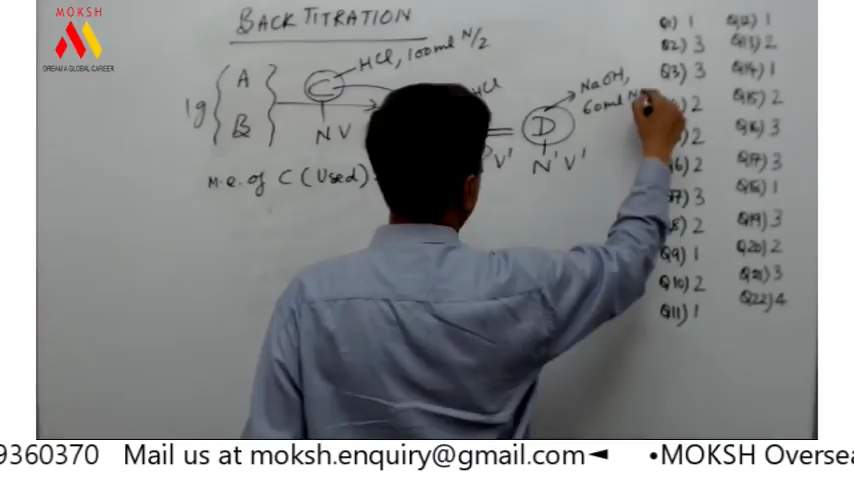 MOKSH
DREAM A GLOBAL CAREER
BACK TITRATION
1g { A B } C HCl, 100ml N/2
N V
D NaOH,
60ml N
V' N' V'
M.e. of C (Used)
Q1) 1
Q2) 3
Q3) 3
2
) 2
Q6) 2
Q7) 3
8) 2
Q9) 1
Q10) 2
Q11) 1
Q12) 1
Q13) 2
Q14) 1
Q15) 2
Q16) 3
Q17) 3
Q18) 1
Q19) 3
Q20) 2
Q21) 3
Q22) 4
9360370 Mail us at moksh.enquiry@gmail.com◄ •MOKSH Oversea